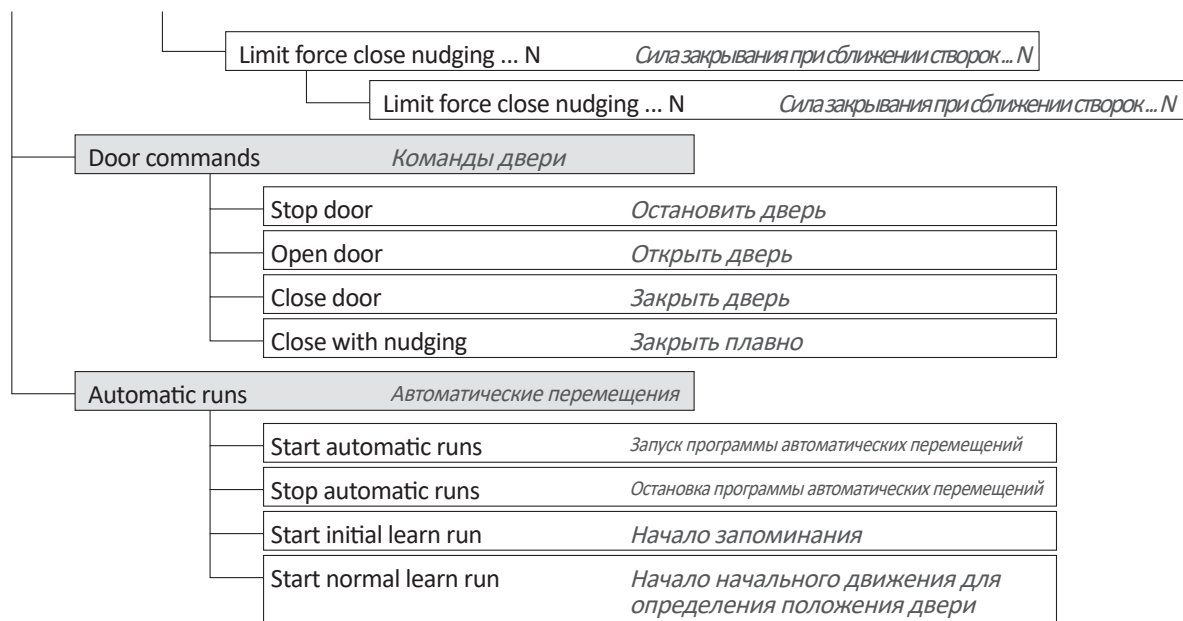 Limit force close nudging ... N Сила закрывания при сближении створок ... N
Limit force close nudging ... N Сила закрывания при сближении створок ... N
Door commands Команды двери
Stop door Остановить дверь
Open door Открыть дверь
Close door Закрыть дверь
Close with nudging Закрыть плавно
Automatic runs Автоматические перемещения
Start automatic runs Запуск программы автоматических перемещений
Stop automatic runs Остановка программы автоматических перемещений
Start initial learn run Начало запоминания
Start normal learn run Начало начального движения для
определения положения двери